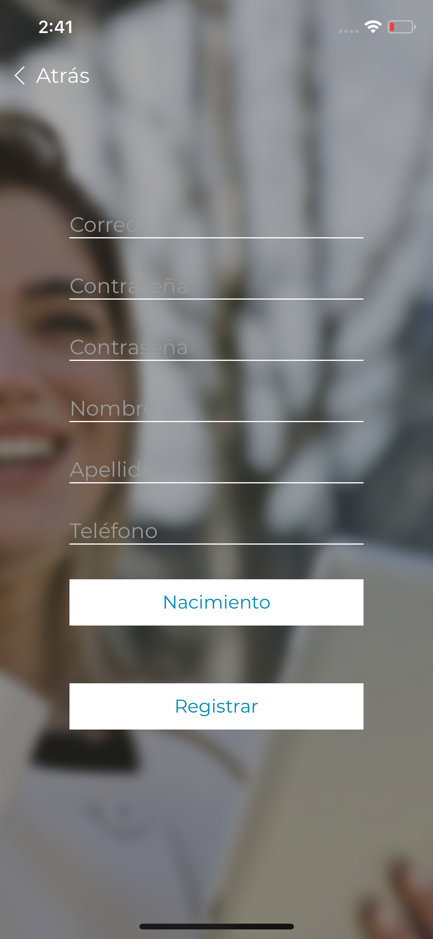 2:41
Atrás
Correo
Contraseña
Contraseña
Nombre
Apellido
Teléfono
Nacimiento
Registrar